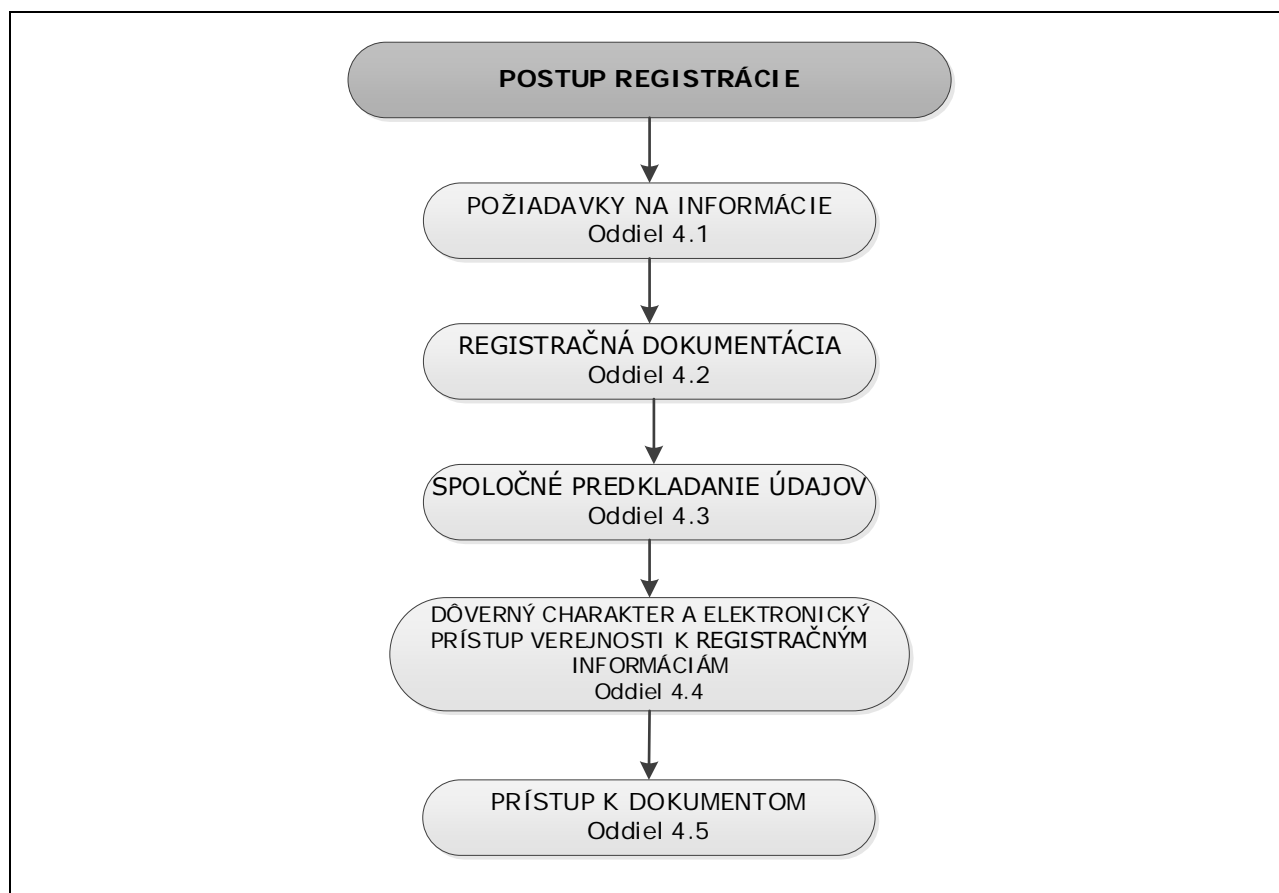 POSTUP REGISTRÁCIE
POŽIADAVKY NA INFORMÁCIE
Oddiel 4.1
REGISTRAČNÁ DOKUMENTÁCIA
Oddiel 4.2
SPOLOČNÉ PREDKLADANIE ÚDAJOV
Oddiel 4.3
DÔVERNÝ CHARAKTER A ELEKTRONICKÝ
PRÍSTUP VEREJNOSTI K REGISTRAČNÝM
INFORMÁCIÁM
Oddiel 4.4
PRÍSTUP K DOKUMENTOM
Oddiel 4.5